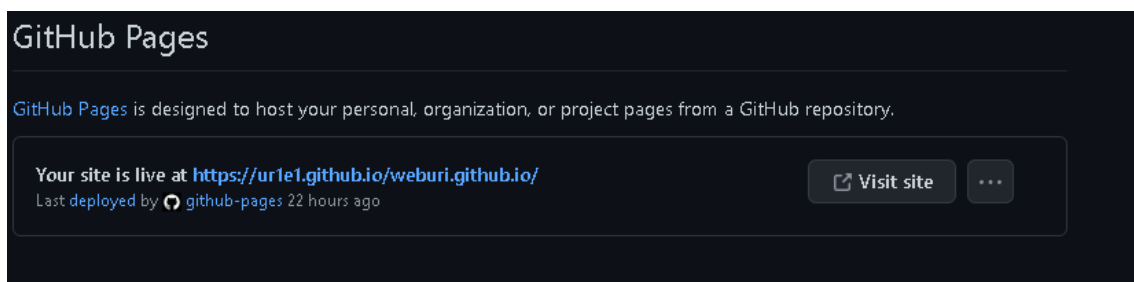 GitHub Pages
GitHub Pages is designed to host your personal, organization, or project pages from a GitHub repository.
Your site is live at https://ur1e1.github.io/weburi.github.io/
Visit site
Last deployed by github-pages 22 hours ago